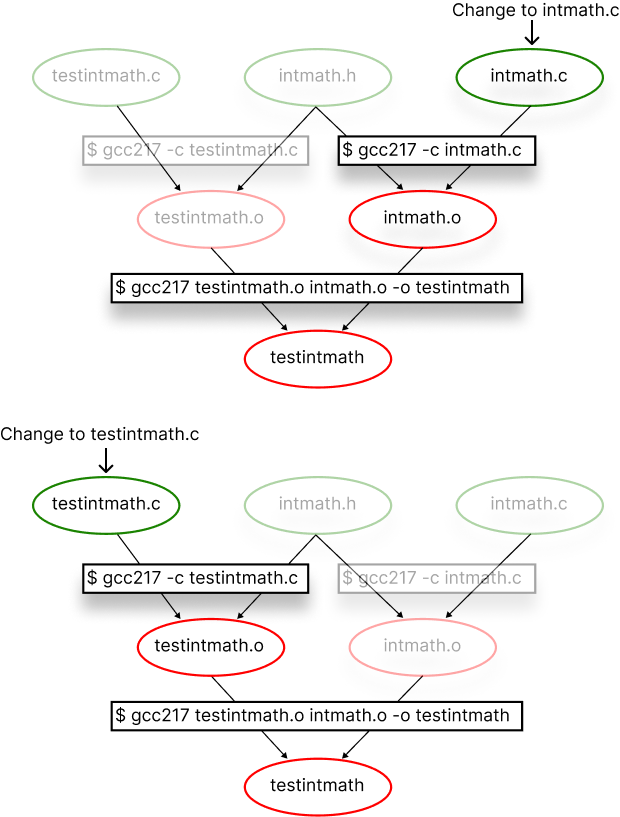 Change to intmath.c
testintmath.c
intmath.h
intmath.c
$ gcc217 -c testintmath.c
$ gcc217 -c intmath.c
testintmath.o
intmath.o
$ gcc217 testintmath.o intmath.o -o testintmath
testintmath
Change to testintmath.c
testintmath.c
intmath.h
intmath.c
$ gcc217 -c testintmath.c
$ gcc217 -c intmath.c
testintmath.o
intmath.o
$ gcc217 testintmath.o intmath.o -o testintmath
testintmath